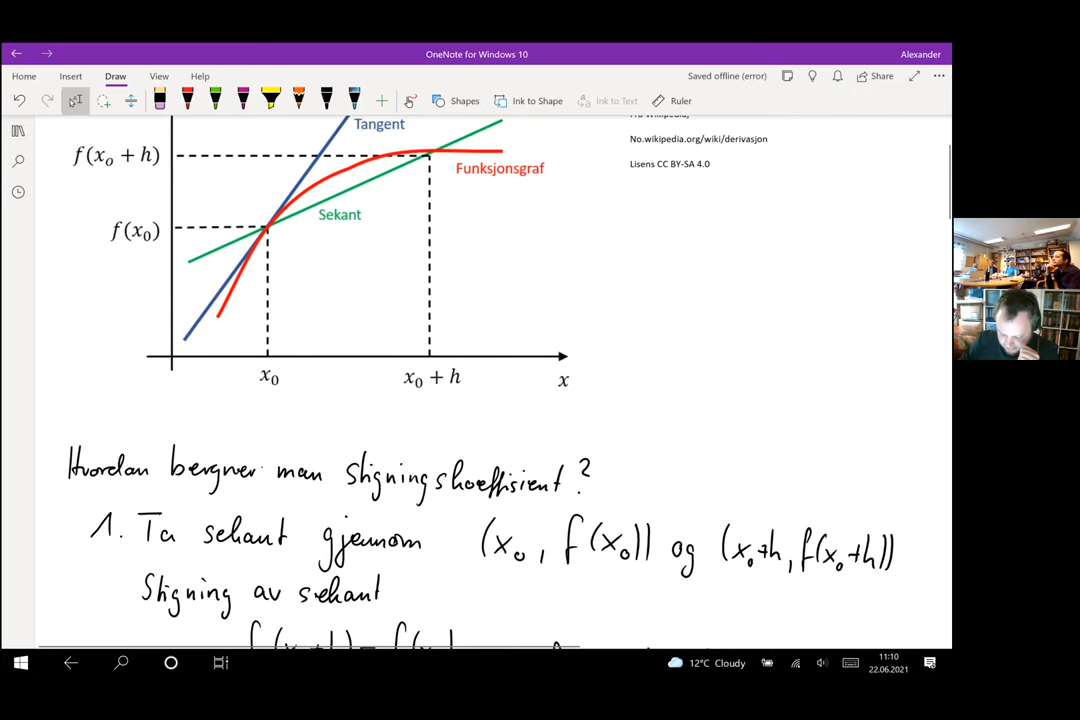 OneNote for Windows 10
Alexander
Home Insert Draw View Help
Saved offline (error) Share
Shapes Ink to Shape Ink to Text Ruler
Tangent
No.wikipedia.org/wiki/derivasjon
f(x₀ + h)
Lisens CC BY-SA 4.0
Funksjonsgraf
Sekant
f(x₀)
x₀ x₀ + h x
Hvordan bergner man stigningskoeffisient?
1. Ta sekant gjennom (x₀, f(x₀)) og (x₀+h, f(x₀+h))
Stigning av sekant
12°C Cloudy
11:10
22.06.2021